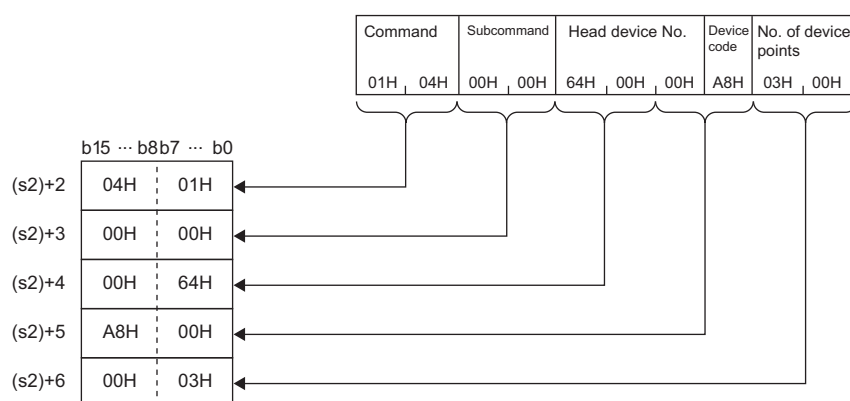 Command Subcommand Head device No. Device code No. of device points
01H 04H 00H 00H 64H 00H 00H A8H 03H 00H
b15 ··· b8 b7 ··· b0
(s2)+2 04H 01H
(s2)+3 00H 00H
(s2)+4 00H 64H
(s2)+5 A8H 00H
(s2)+6 00H 03H